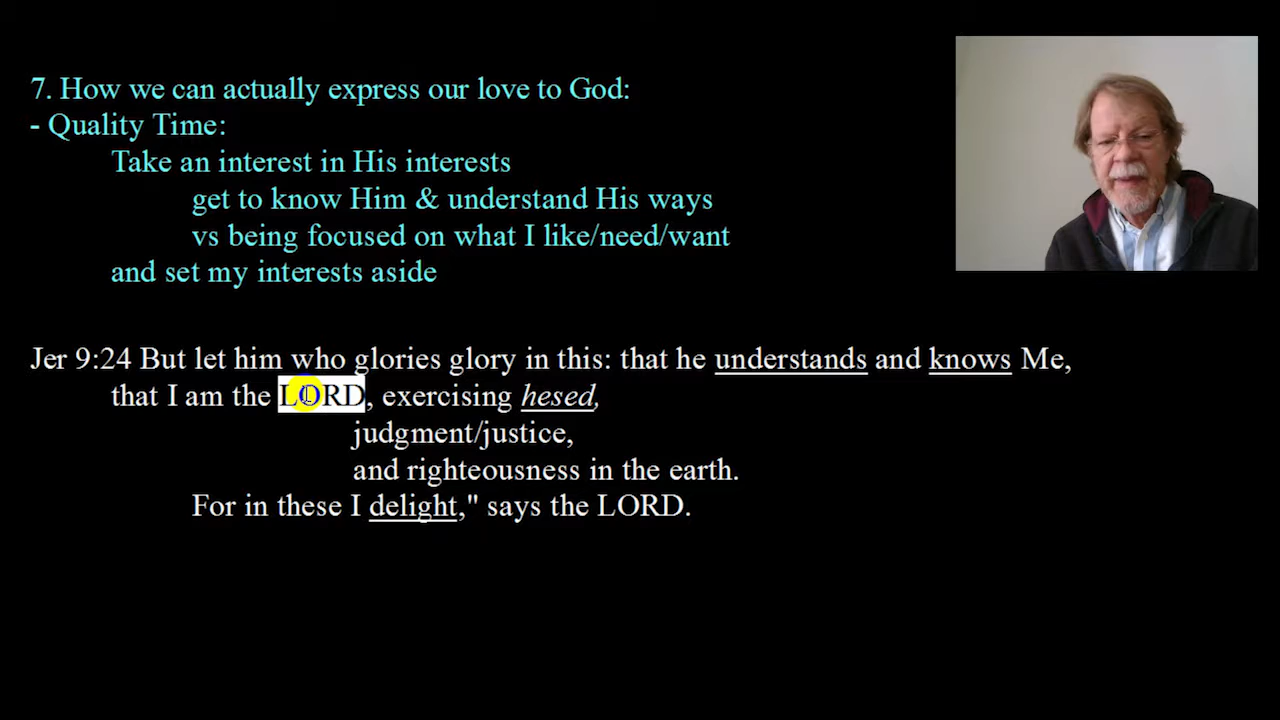 7. How we can actually express our love to God:
- Quality Time:
Take an interest in His interests
get to know Him & understand His ways
vs being focused on what I like/need/want
and set my interests aside
Jer 9:24 But let him who glories glory in this: that he understands and knows Me,
that I am the LORD, exercising hesed,
judgment/justice,
and righteousness in the earth.
For in these I delight," says the LORD.